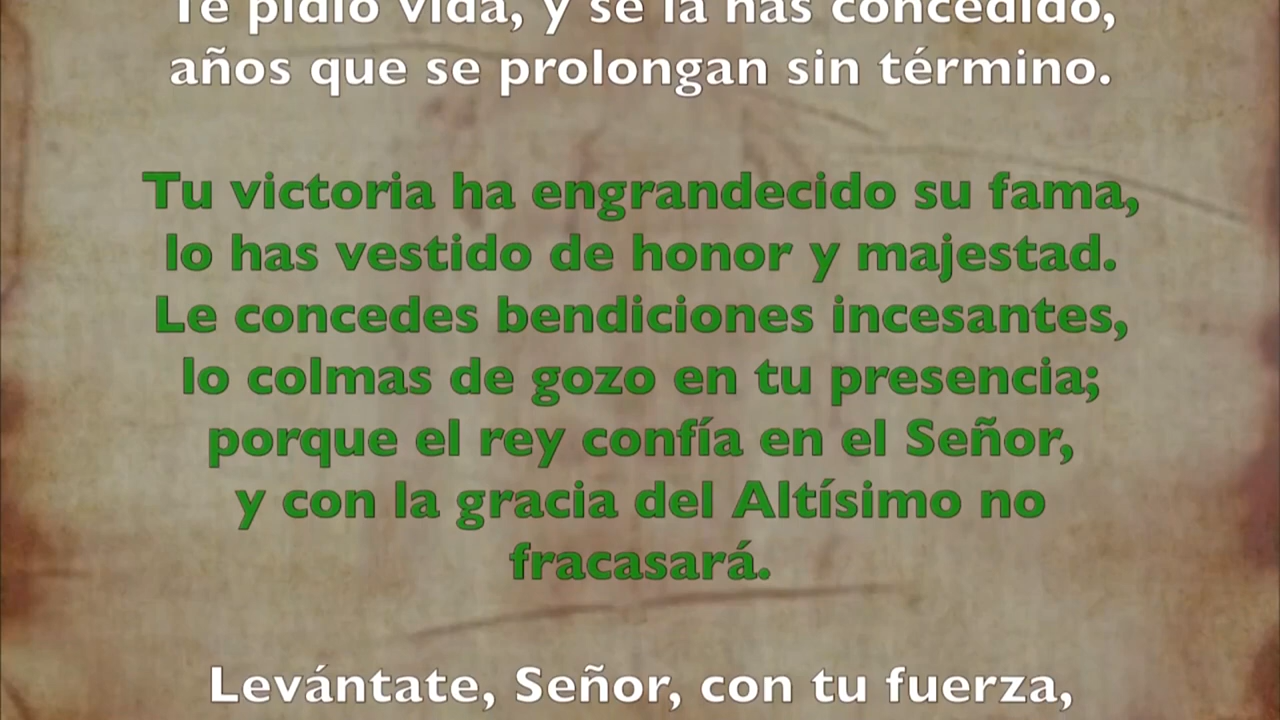 Te pidió vida, y se la has concedido,
años que se prolongan sin término.
Tu victoria ha engrandecido su fama,
lo has vestido de honor y majestad.
Le concedes bendiciones incesantes,
lo colmas de gozo en tu presencia;
porque el rey confía en el Señor,
y con la gracia del Altísimo no
fracasará.
Levántate, Señor, con tu fuerza,